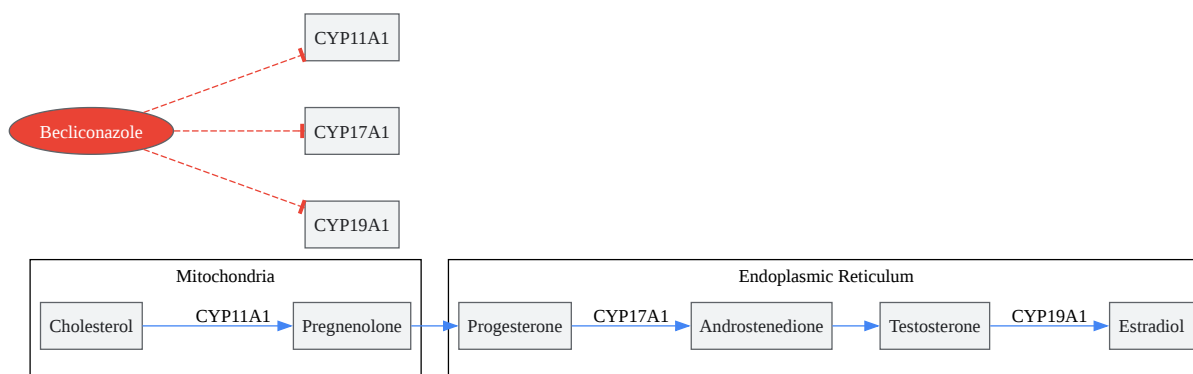 CYP11A1
Becliconazole
CYP17A1
CYP19A1
Mitochondria
Endoplasmic Reticulum
Cholesterol
CYP11A1
Pregnenolone
Progesterone
CYP17A1
Androstenedione
Testosterone
CYP19A1
Estradiol